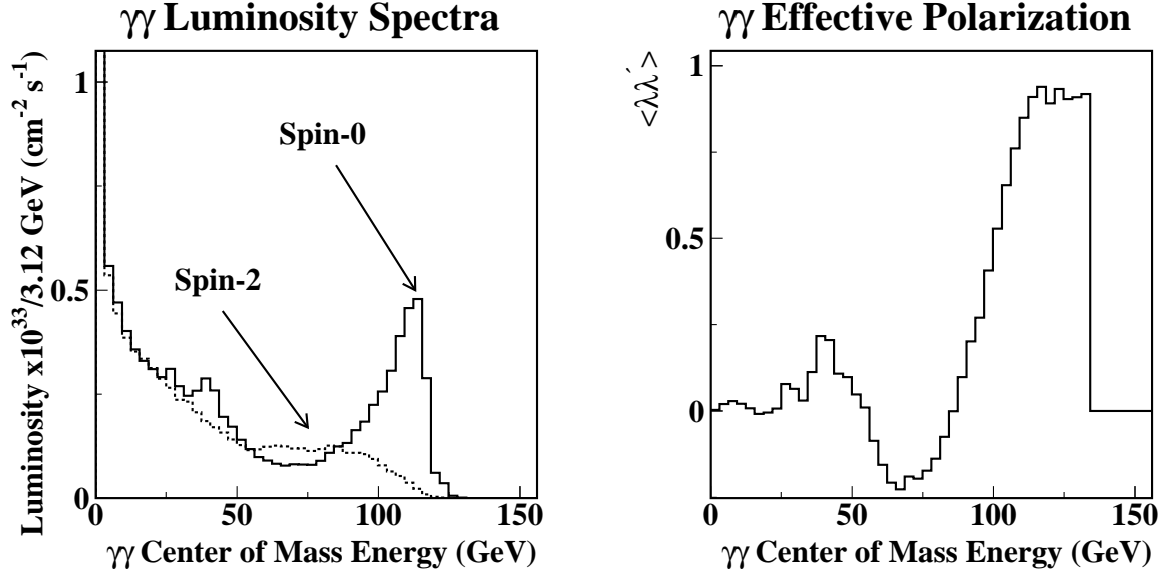 γγ Luminosity Spectra
Luminosity x10³³/3.12 GeV (cm⁻² s⁻¹)
1
0.5
0
Spin-0
Spin-2
0 50 100 150
γγ Center of Mass Energy (GeV)
γγ Effective Polarization
<λλ′>
1
0.5
0
0 50 100 150
γγ Center of Mass Energy (GeV)